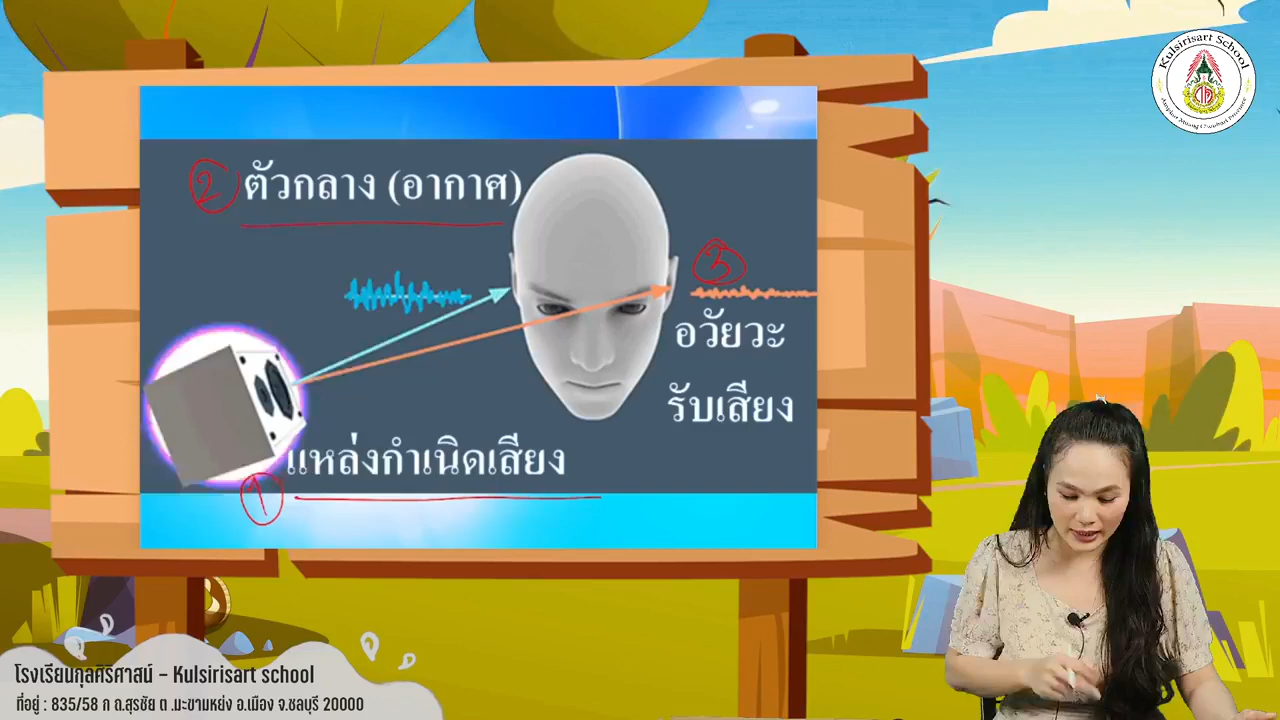 Kulsirisart School
๒ ตัวกลาง (อากาศ)
๓
อวัยวะ
รับเสียง
แหล่งกำเนิดเสียง
๑
โรงเรียนกุลศิริศาสน์ - Kulsirisart school
ที่อยู่ : 835/58 ก ถ.สุรชัย ต .มะขามหย่ง อ.เมือง จ.ชลบุรี 20000